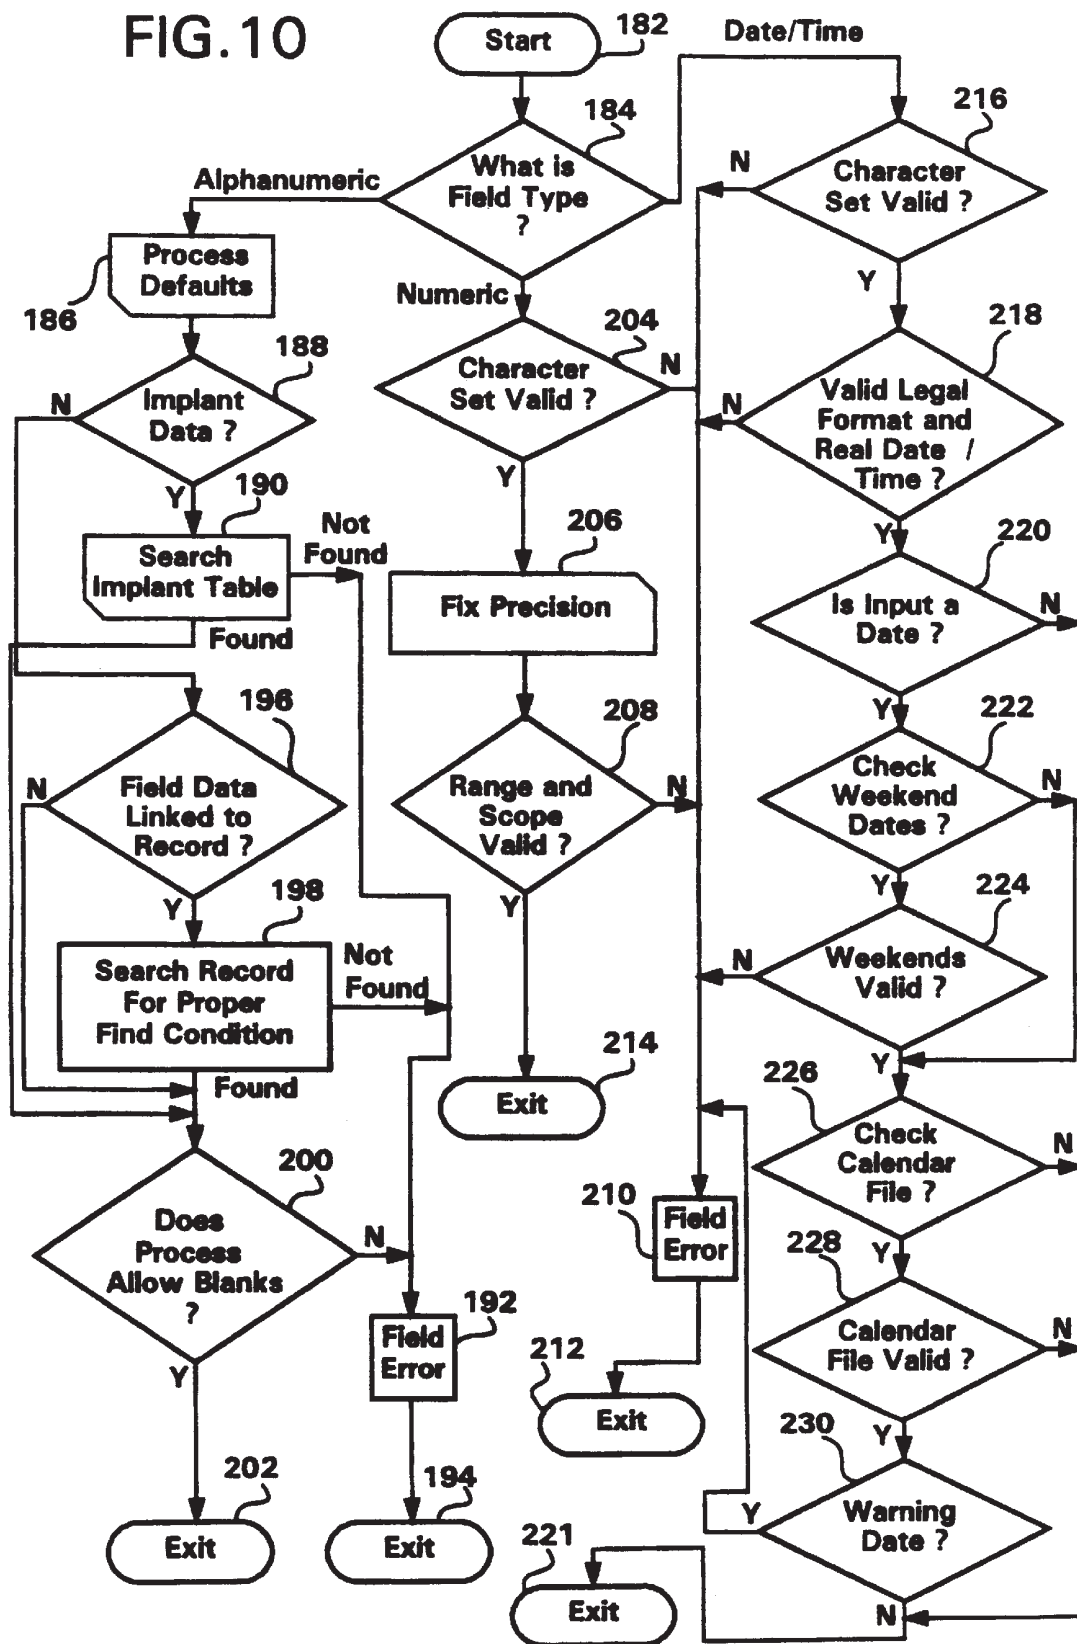 FIG.10
Start
182
Date/Time
184
What is
Field Type
?
Alphanumeric
Numeric
Process
Defaults
186
188
Implant
Data ?
N
Y
190
Search
Implant Table
Not
Found
Found
196
Field Data
Linked to
Record ?
N
Y
198
Search Record
For Proper
Find Condition
Not
Found
Found
200
Does
Process
Allow Blanks
?
N
Y
192
Field
Error
202
Exit
194
Exit
204
Character
Set Valid ?
N
Y
206
Fix Precision
208
Range and
Scope
Valid ?
N
Y
214
Exit
210
Field
Error
212
Exit
216
Character
Set Valid ?
N
Y
218
Valid Legal
Format and
Real Date /
Time ?
N
Y
220
Is Input a
Date ?
N
Y
222
Check
Weekend
Dates ?
N
Y
224
Weekends
Valid ?
N
Y
226
Check
Calendar
File ?
N
Y
228
Calendar
File Valid ?
N
Y
230
Warning
Date ?
Y
N
221
Exit